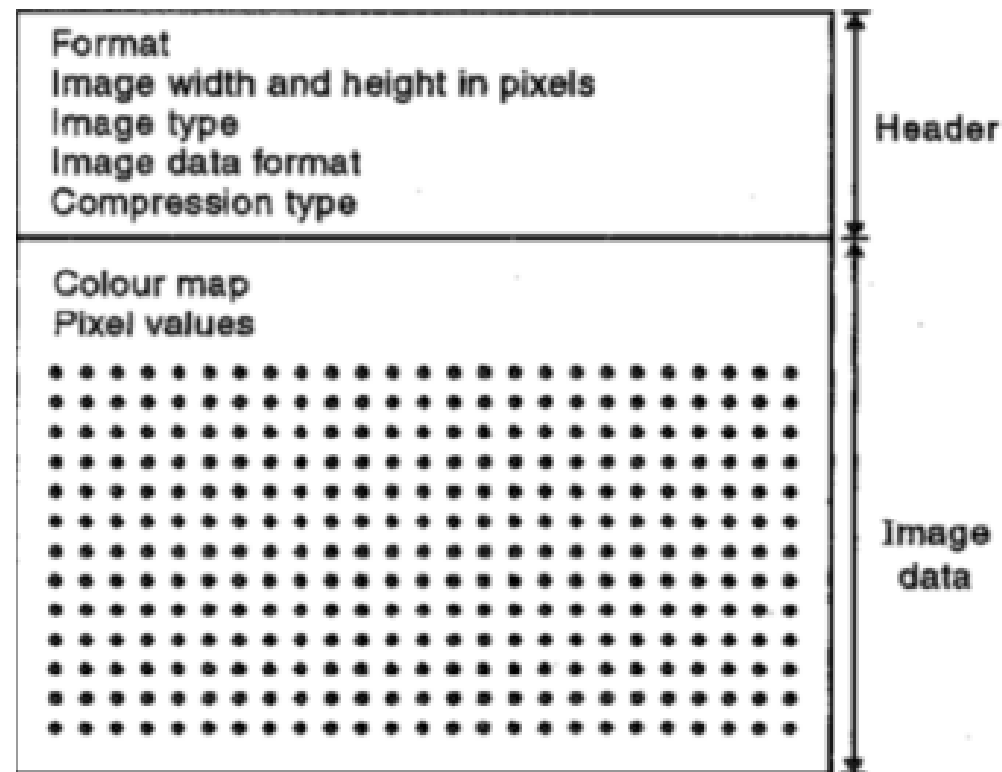 Format
Image width and height in pixels
Image type
Image data format
Compression type
Header
Colour map
Pixel values
Image
data